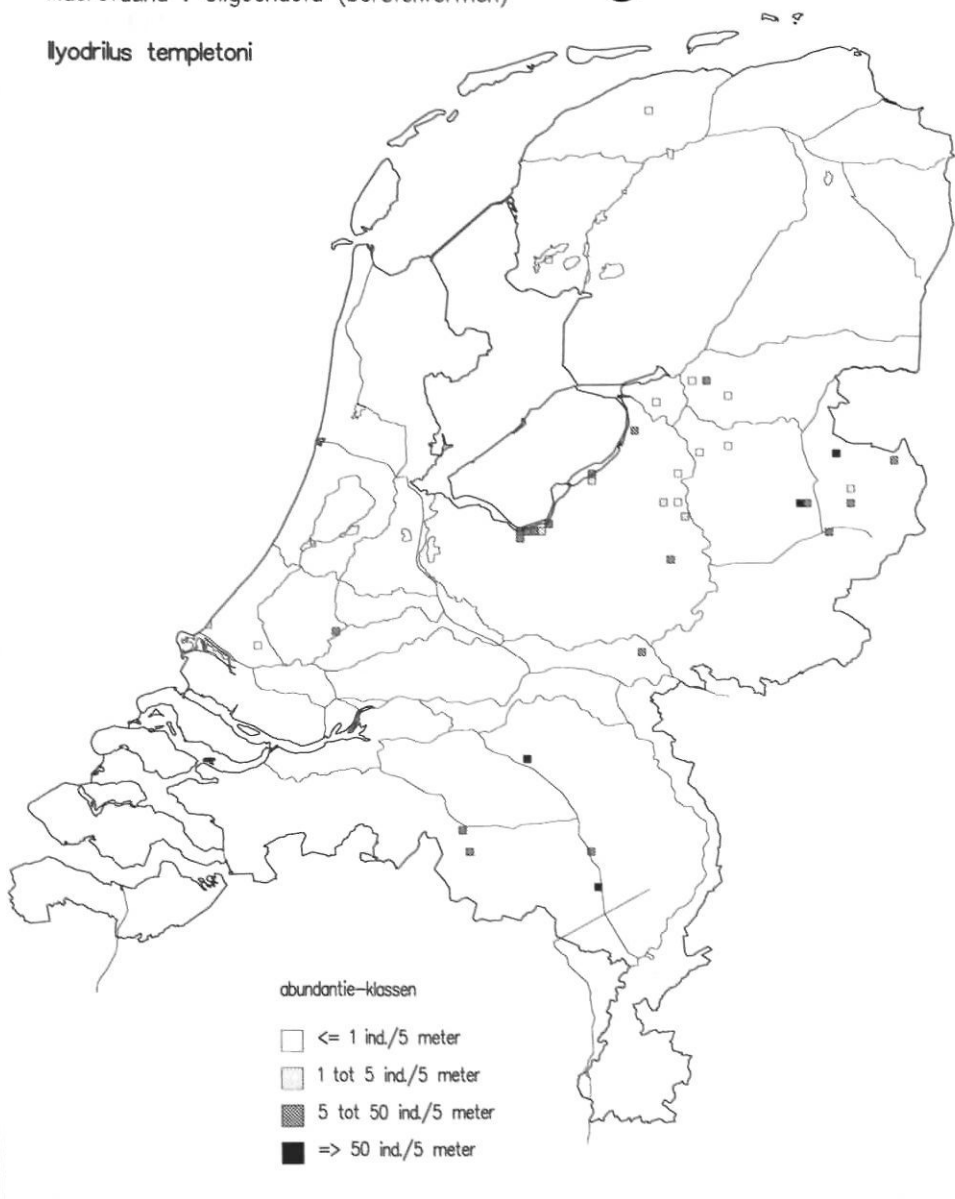 Ilyodrilus templetoni
abundantie-klassen
<= 1 ind./5 meter
1 tot 5 ind./5 meter
5 tot 50 ind./5 meter
=> 50 ind./5 meter